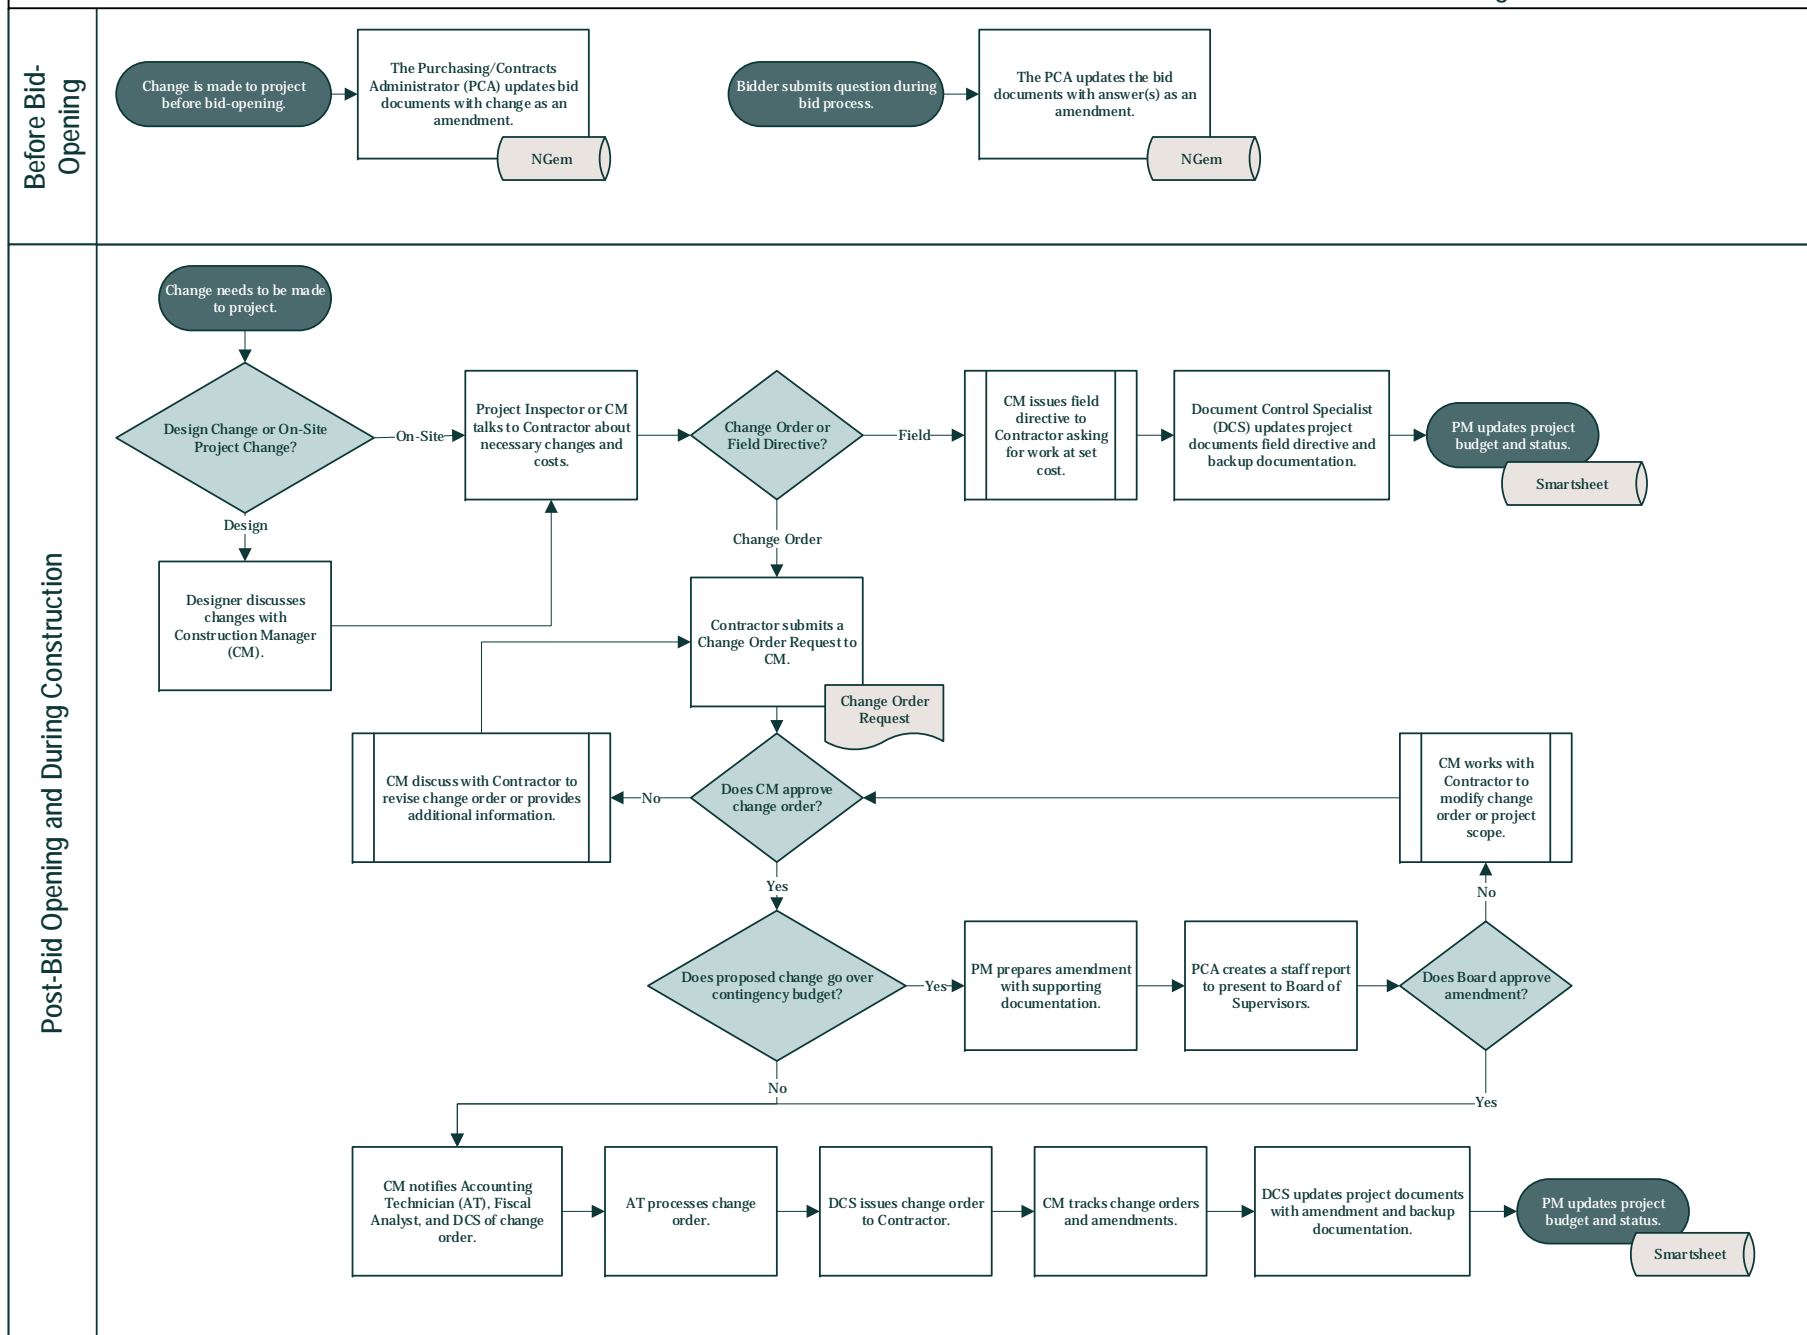 Before Bid-
Opening
Change is made to project
before bid-opening.
The Purchasing/Contracts
Administrator (PCA) updates bid
documents with change as an
amendment.
NGem
Bidder submits question during
bid process.
The PCA updates the bid
documents with answer(s) as an
amendment.
NGem
Post-Bid Opening and During Construction
Change needs to be made
to project.
Design Change or On-Site
Project Change?
On-Site
Design
Project Inspector or CM
talks to Contractor about
necessary changes and
costs.
Change Order or
Field Directive?
Field
Change Order
CM issues field
directive to
Contractor asking
for work at set
cost.
Document Control Specialist
(DCS) updates project
documents field directive and
backup documentation.
PM updates project
budget and status.
Smartsheet
Designer discusses
changes with
Construction Manager
(CM).
Contractor submits a
Change Order Request to
CM.
Change Order
Request
CM discuss with Contractor to
revise change order or provides
additional information.
No
Does CM approve
change order?
Yes
CM works with
Contractor to
modify change
order or project
scope.
No
Does proposed change go over
contingency budget?
Yes
No
PM prepares amendment
with supporting
documentation.
PCA creates a staff report
to present to Board of
Supervisors.
Does Board approve
amendment?
Yes
CM notifies Accounting
Technician (AT), Fiscal
Analyst, and DCS of change
order.
AT processes change
order.
DCS issues change order
to Contractor.
CM tracks change orders
and amendments.
DCS updates project documents
with amendment and backup
documentation.
PM updates project
budget and status.
Smartsheet